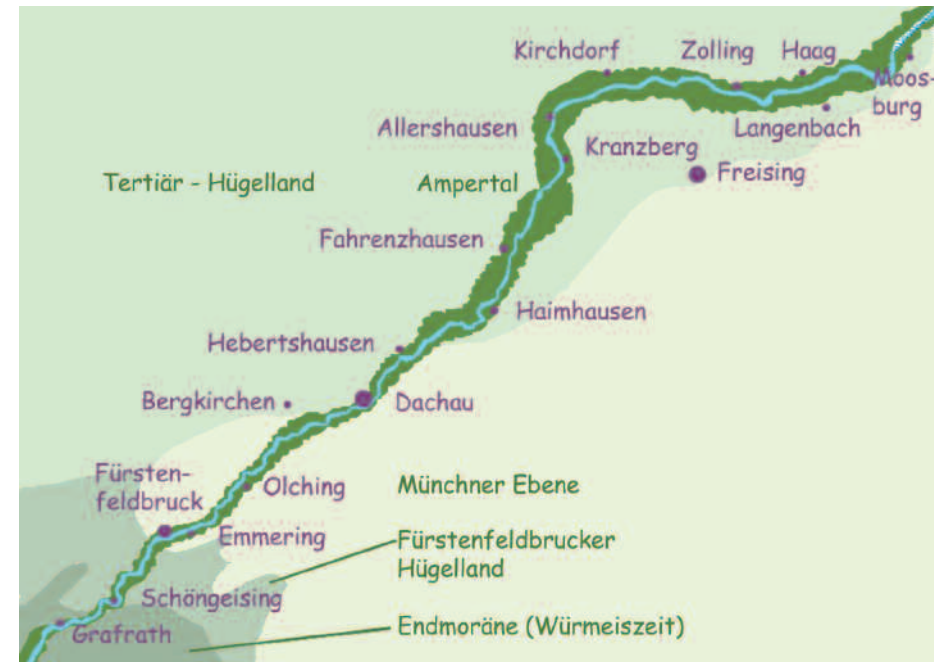 Kirchdorf
Zolling
Haag
Moos-
burg
Allershausen
Langenbach
Kranzberg
Freising
Tertiär - Hügelland
Ampertal
Fahrenzhausen
Haimhausen
Hebertshausen
Bergkirchen
Dachau
Fürsten-
feldbruck
Olching
Münchner Ebene
Emmering
Fürstenfeldbrucker
Hügelland
Schöngeising
Grafrath
Endmoräne (Würmeiszeit)